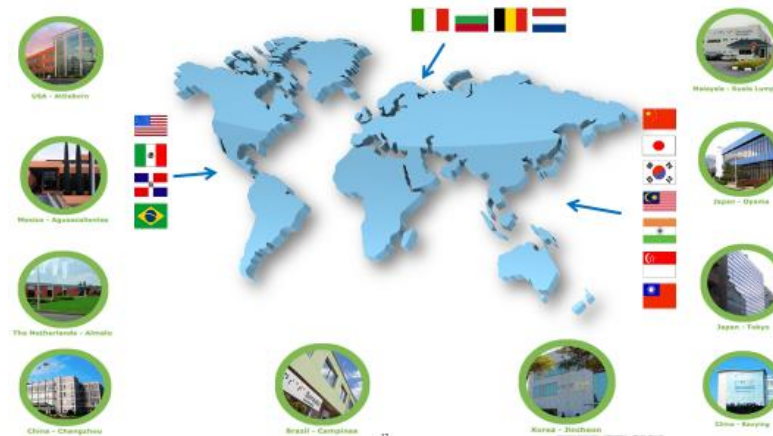 USA - Attleboro
Malaysia - Kuala Lumpur
Mexico - Aguascalientes
Japan - Oyama
The Netherlands - Almelo
Japan - Tokyo
China - Changzhou
Brazil - Campinas
Korea - Jincheon
China - Baoying